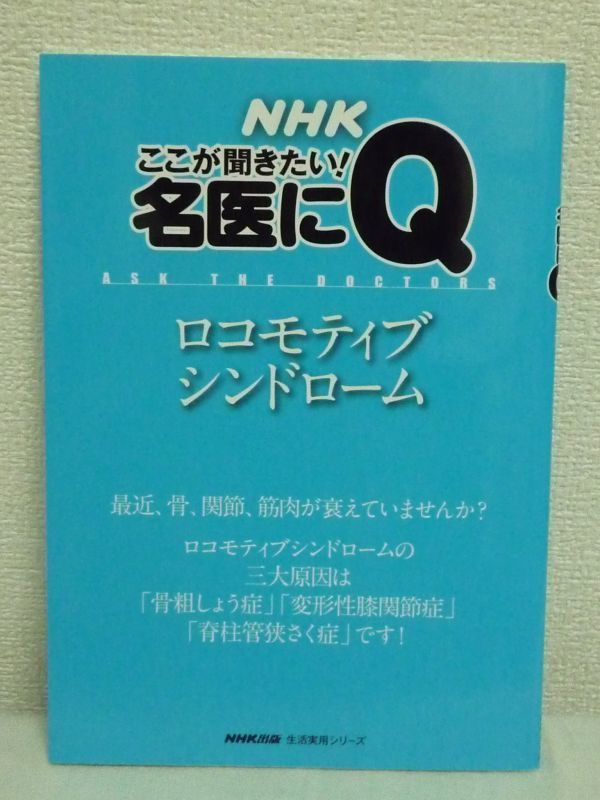 NHK
ここが聞きたい!
名医にQ
ASK THE DOCTORS
ロコモティブ
シンドローム
最近、骨、関節、筋肉が衰えていませんか?
ロコモティブシンドロームの
三大原因は
「骨粗しょう症」「変形性膝関節症」
「脊柱管狭さく症」です!
NHK出版 生活実用シリーズ